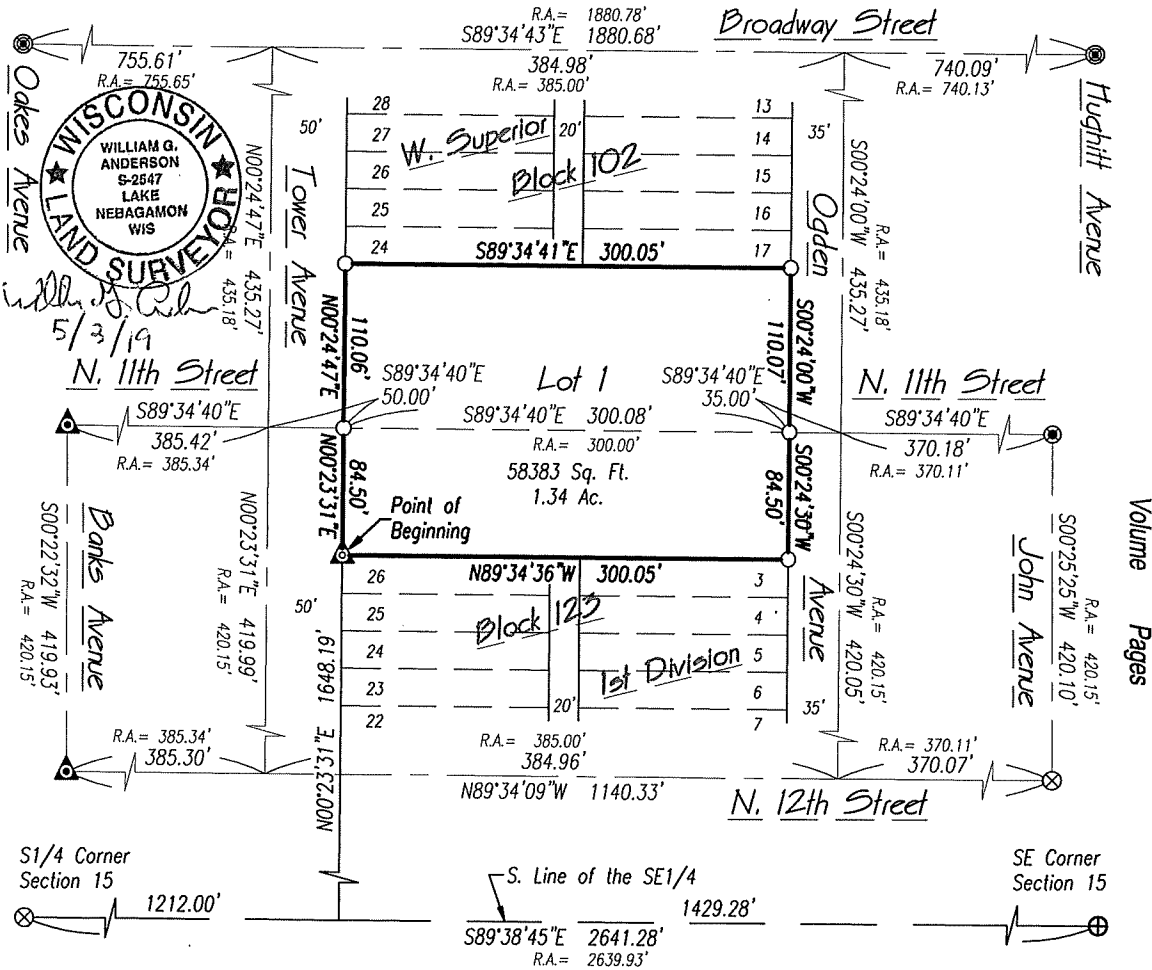 R.A.= 1880.78'
S89°34'43"E 1880.68'
Broadway Street
755.61'
R.A.= 755.65'
384.98'
R.A.= 385.00'
740.09'
R.A.= 740.13'
Oakes Avenue
WISCONSIN
LAND SURVEYOR
WILLIAM G.
ANDERSON
S-2547
LAKE
NEBAGAMON
WIS
5/3/19
N00°24'47"E 435.27'
R.A.= 435.18'
50'
Tower Avenue
28
27
26
25
24
W. Superior
20'
Block 102
13
14
15
16
17
35'
Ogden
S00°24'00"W 435.27'
R.A.= 435.18'
Hughitt Avenue
S89°34'41"E 300.05'
N00°24'47"E 110.06'
S00°24'00"W 110.07'
N. 11th Street
S89°34'40"E
50.00'
Lot 1
S89°34'40"E
35.00'
N. 11th Street
S89°34'40"E
385.42'
R.A.= 385.34'
S89°34'40"E 300.08'
R.A.= 300.00'
S89°34'40"E
370.18'
R.A.= 370.11'
58383 Sq. Ft.
1.34 Ac.
N00°23'31"E 84.50'
S00°24'30"W 84.50'
Point of
Beginning
Banks Avenue
S00°22'32"W 419.93'
R.A.= 420.15'
N00°23'31"E 419.99'
R.A.= 420.15'
50'
N89°34'36"W 300.05'
26
25
24
23
22
Block 123
1st Division
20'
3
4
5
6
7
35'
Avenue
S00°24'30"W 420.05'
R.A.= 420.15'
John Avenue
S00°25'25"W 420.10'
R.A.= 420.15'
Volume Pages
N00°23'31"E 1648.19'
R.A.= 385.34'
385.30'
R.A.= 385.00'
384.96'
R.A.= 370.11'
370.07'
N89°34'09"W 1140.33'
N. 12th Street
S1/4 Corner
Section 15
SE Corner
Section 15
S. Line of the SE1/4
1212.00'
1429.28'
S89°38'45"E 2641.28'
R.A.= 2639.93'